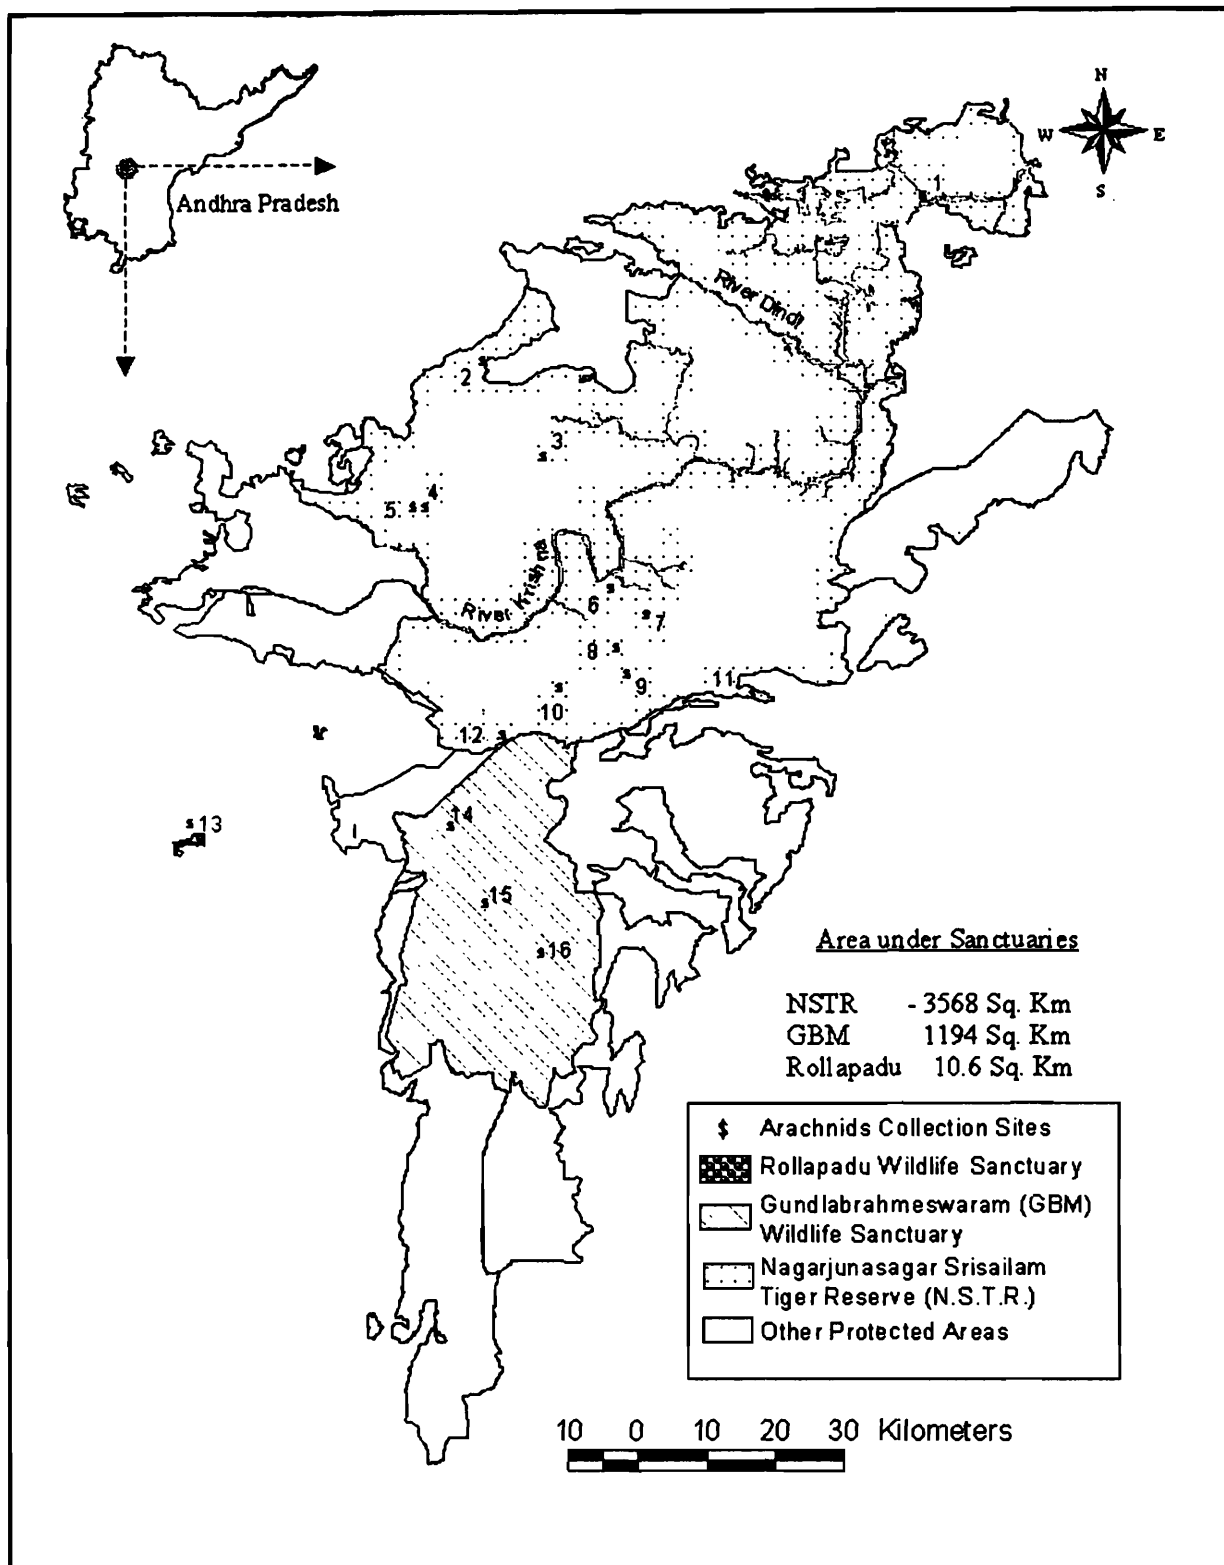 N
W E
S
Andhra Pradesh
1
River Dindi
2
3
4
5
River Krishna
6
7
8
9
11
10
12
13
14
15
16
Area under Sanctuaries
NSTR - 3568 Sq. Km
GBM 1194 Sq. Km
Rollapadu 10.6 Sq. Km
$ Arachnids Collection Sites
Rollapadu Wildlife Sanctuary
Gundlabrahmeswaram (GBM)
Wildlife Sanctuary
Nagarjunasagar Srisailam
Tiger Reserve (N.S.T.R.)
Other Protected Areas
10 0 10 20 30 Kilometers